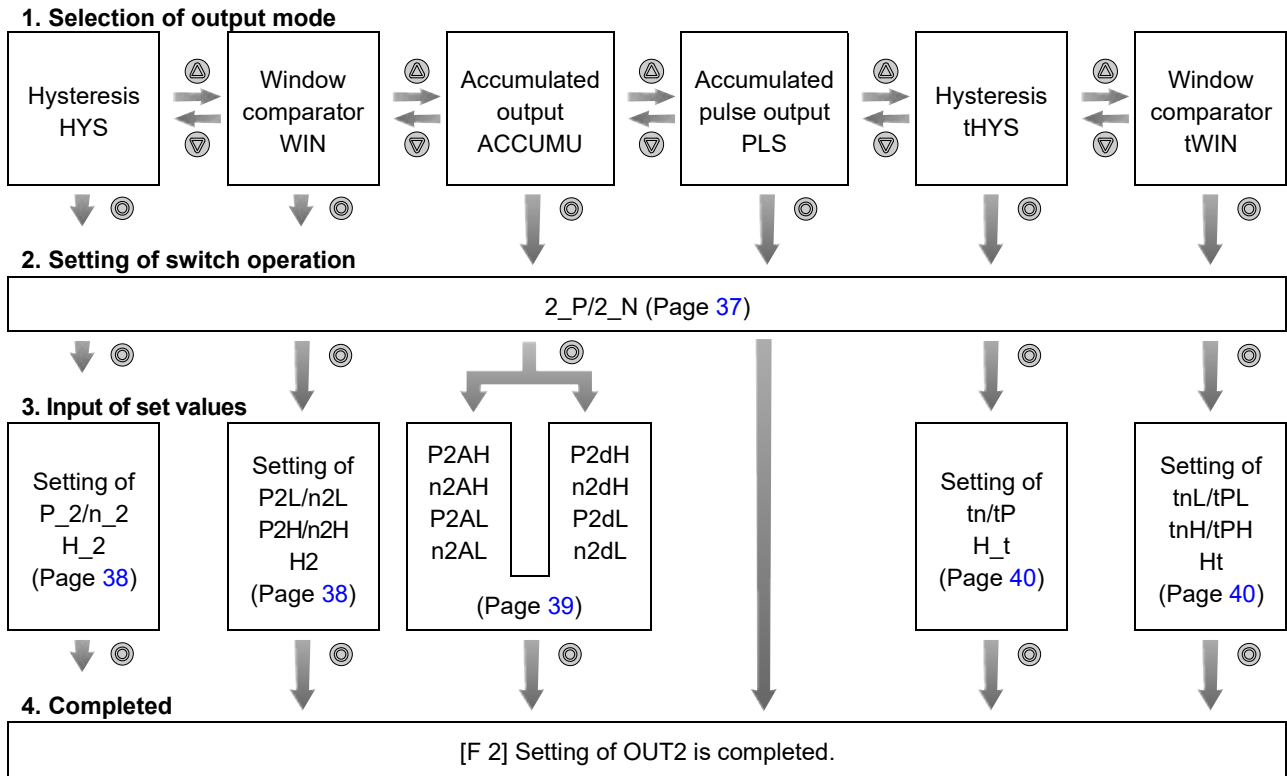 1. Selection of output mode
Hysteresis
HYS
Window
comparator
WIN
Accumulated
output
ACCUMU
Accumulated
pulse output
PLS
Hysteresis
tHYS
Window
comparator
tWIN
2. Setting of switch operation
2_P/2_N (Page 37)
3. Input of set values
Setting of
P_2/n_2
H_2
(Page 38)
Setting of
P2L/n2L
P2H/n2H
H2
(Page 38)
P2AH
n2AH
P2AL
n2AL
P2dH
n2dH
P2dL
n2dL
(Page 39)
Setting of
tn/tP
H_t
(Page 40)
Setting of
tnL/tPL
tnH/tPH
Ht
(Page 40)
4. Completed
[F 2] Setting of OUT2 is completed.